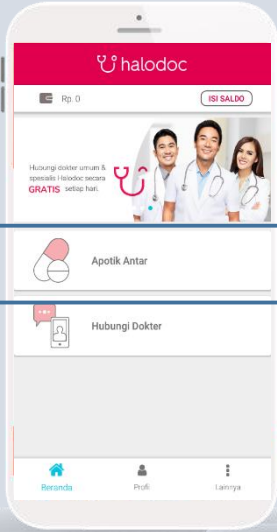 halodoc
Rp. 0
ISI SALDO
Hubungi dokter umum &
spesialis Halodoc secara
GRATIS setiap hari.
Apotik Antar
Hubungi Dokter
Beranda
Profil
Lainnya